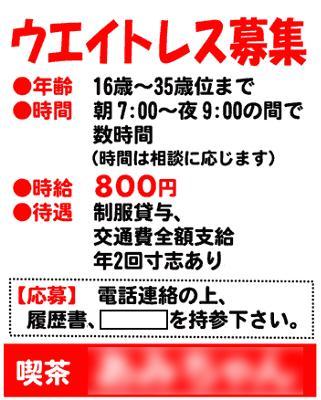 ウエイトレス募集
●年齢 16歳～35歳位まで
●時間 朝7:00～夜9:00の間で
数時間
(時間は相談に応じます)
●時給 800円
●待遇 制服貸与、
交通費全額支給
年2回寸志あり
【応募】 電話連絡の上、
履歴書、を持参下さい。
喫茶